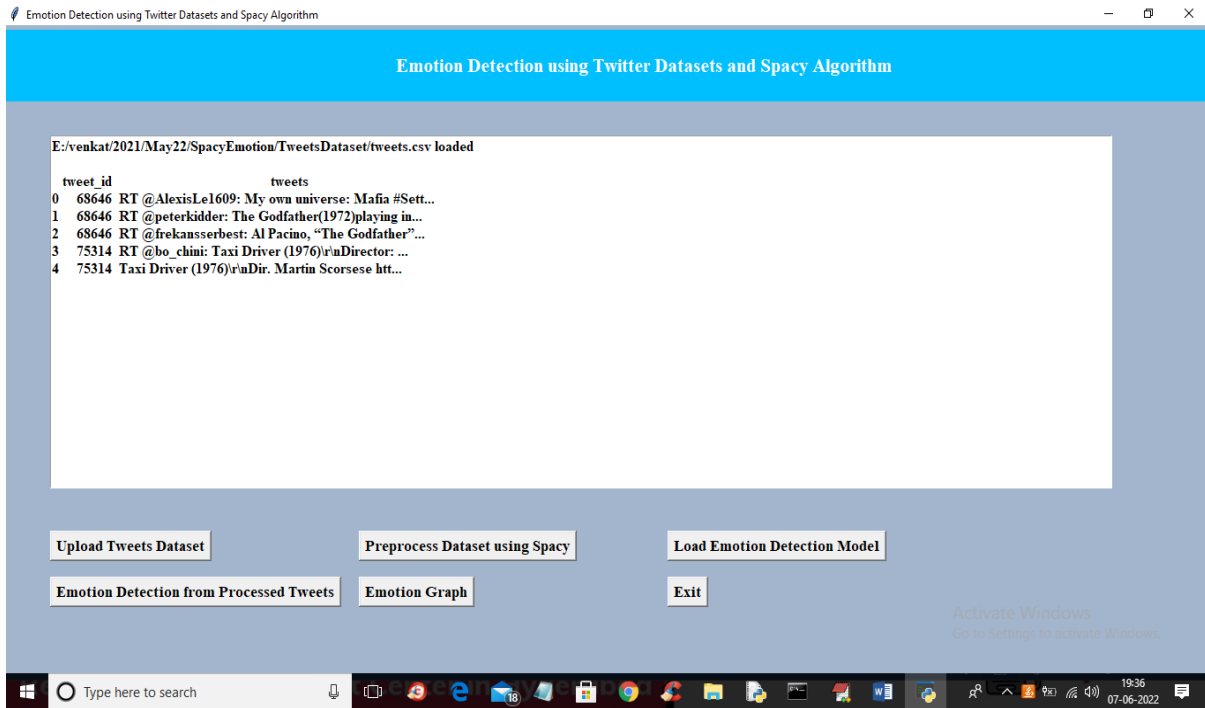 Emotion Detection using Twitter Datasets and Spacy Algorithm
Emotion Detection using Twitter Datasets and Spacy Algorithm
E:/venkat/2021/May22/SpacyEmotion/TweetsDataset/tweets.csv loaded
tweet_id tweets
0 68646 RT @AlexisLe1609: My own universe: Mafia #Sett...
1 68646 RT @peterkidder: The Godfather(1972)playing in...
2 68646 RT @frekansserbest: Al Pacino, “The Godfather”...
3 75314 RT @bo_chini: Taxi Driver (1976)\r\nDirector: ...
4 75314 Taxi Driver (1976)\r\nDir. Martin Scorsese htt...
Upload Tweets Dataset Preprocess Dataset using Spacy Load Emotion Detection Model
Emotion Detection from Processed Tweets Emotion Graph Exit
Activate Windows
Go to Settings to activate Windows.
Type here to search 18 19:36
07-06-2022